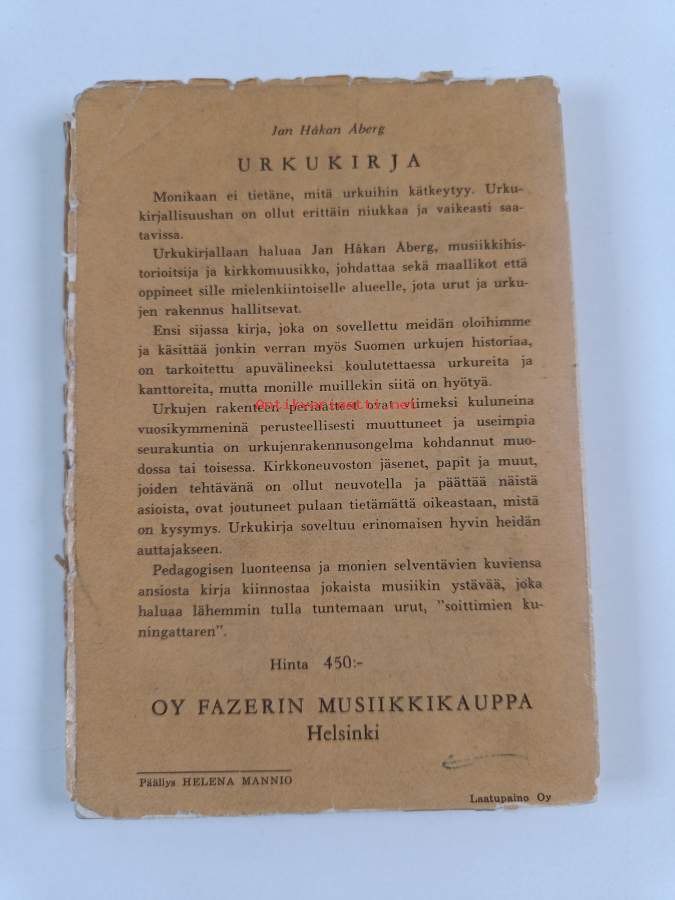 Jan Håkan Åberg
URKUKIRJA
Monikaan ei tietäne, mitä urkuihin kätkeytyy. Urku-
kirjallisuushan on ollut erittäin niukkaa ja vaikeasti saa-
tavissa.
Urkukirjallaan haluaa Jan Håkan Åberg, musiikkihis-
torioitsija ja kirkkomuusikko, johdattaa sekä maallikot että
oppineet sille mielenkiintoiselle alueelle, jota urut ja urku-
jen rakennus hallitsevat.
Ensi sijassa kirja, joka on sovellettu meidän oloihimme
ja käsittää jonkin verran myös Suomen urkujen historiaa,
on tarkoitettu apuvälineeksi koulutettaessa urkureita ja
kanttoreita, mutta monille muillekin siitä on hyötyä.
Antikvariaatti.net
Urkujen rakenteen periaatteet ovat viimeksi kuluneina
vuosikymmeninä perusteellisesti muuttuneet ja useimpia
seurakuntia on urkujenrakennusongelma kohdannut muo-
dossa tai toisessa. Kirkkoneuvoston jäsenet, papit ja muut,
joiden tehtävänä on ollut neuvotella ja päättää näistä
asioista, ovat joutuneet pulaan tietämättä oikeastaan, mistä
on kysymys. Urkukirja soveltuu erinomaisen hyvin heidän
auttajakseen.
Pedagogisen luonteensa ja monien selventävien kuviensa
ansiosta kirja kiinnostaa jokaista musiikin ystävää, joka
haluaa lähemmin tulla tuntemaan urut, "soittimien ku-
ningattaren".
Hinta 450:-
OY FAZERIN MUSIIKKIKAUPPA
Helsinki
Päällys HELENA MANNIO
Laatupaino Oy